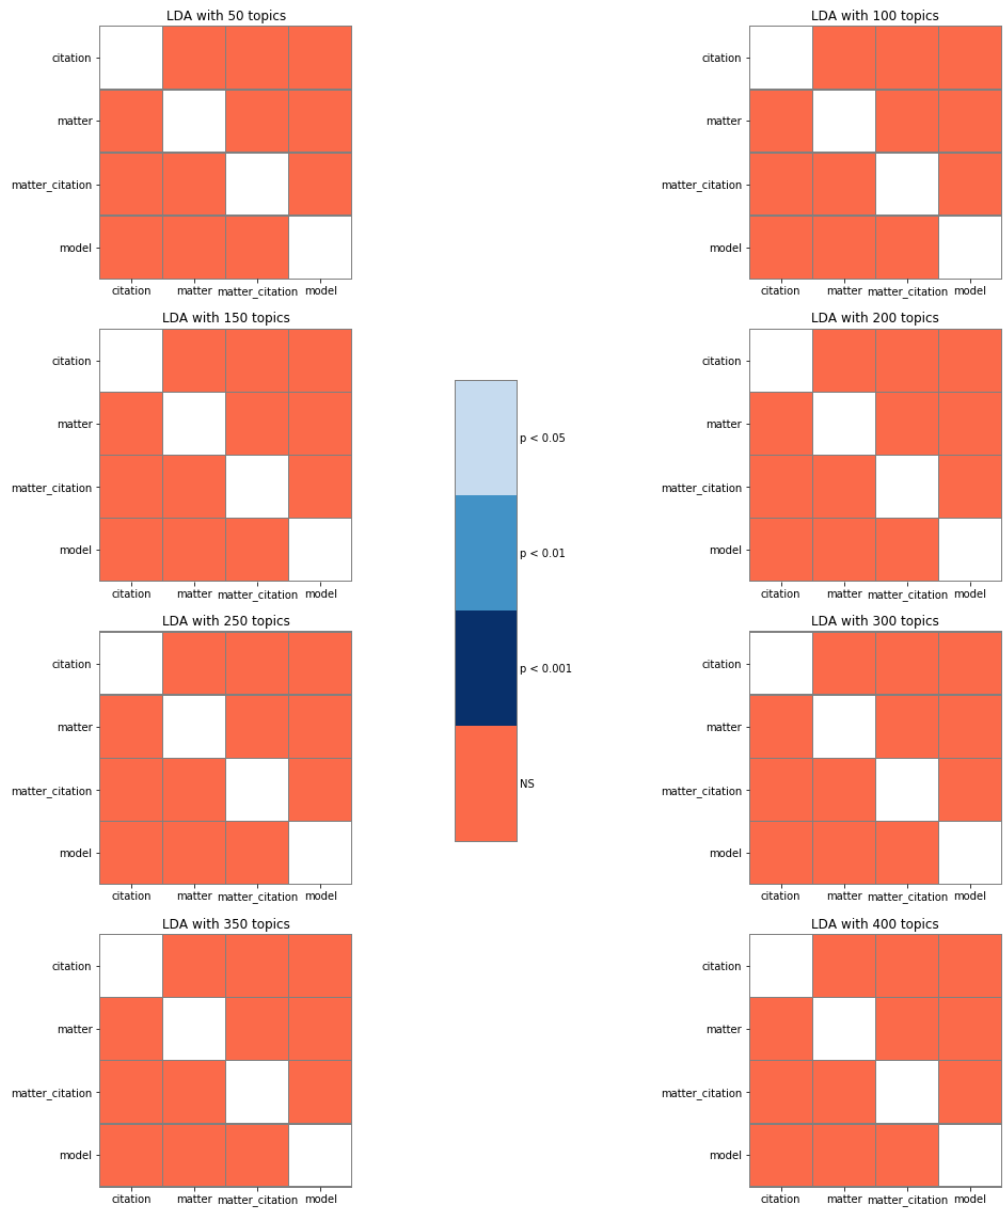 LDA with 50 topics
citation
matter
matter_citation
model
citation matter matter_citation model
LDA with 100 topics
citation
matter
matter_citation
model
citation matter matter_citation model
LDA with 150 topics
citation
matter
matter_citation
model
citation matter matter_citation model
p < 0.05
p < 0.01
p < 0.001
NS
LDA with 200 topics
citation
matter
matter_citation
model
citation matter matter_citation model
LDA with 250 topics
citation
matter
matter_citation
model
citation matter matter_citation model
LDA with 300 topics
citation
matter
matter_citation
model
citation matter matter_citation model
LDA with 350 topics
citation
matter
matter_citation
model
citation matter matter_citation model
LDA with 400 topics
citation
matter
matter_citation
model
citation matter matter_citation model